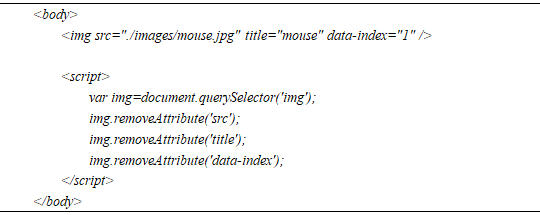 <body>
<img src="./images/mouse.jpg" title="mouse" data-index="1" />
<script>
var img=document.querySelector('img');
img.removeAttribute('src');
img.removeAttribute('title');
img.removeAttribute('data-index');
</script>
</body>